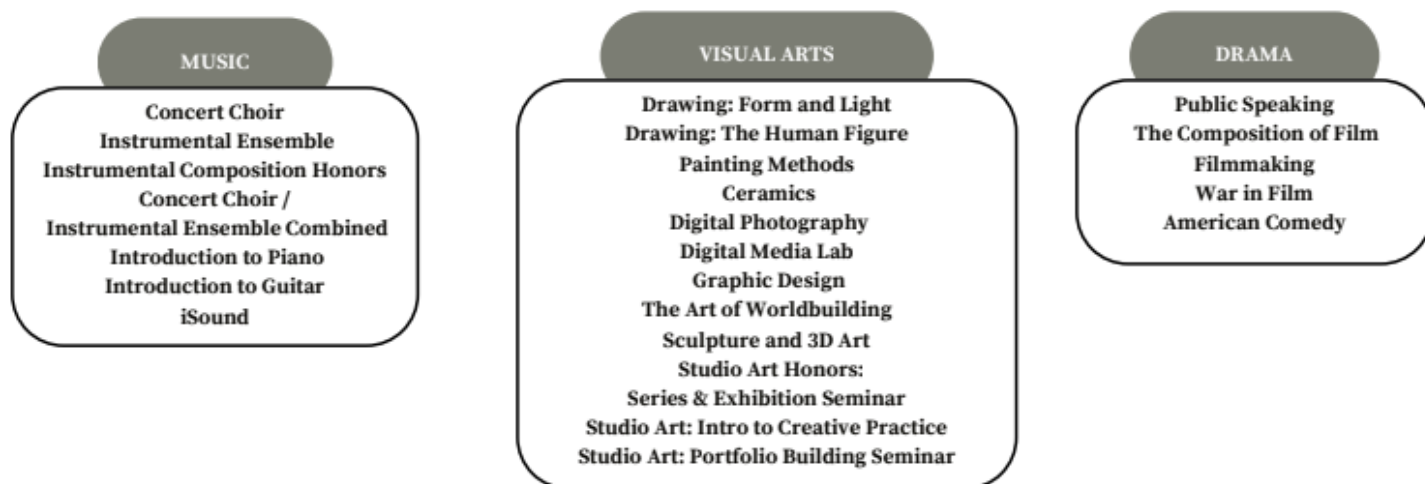 MUSIC
Concert Choir
Instrumental Ensemble
Instrumental Composition Honors
Concert Choir /
Instrumental Ensemble Combined
Introduction to Piano
Introduction to Guitar
iSound
VISUAL ARTS
Drawing: Form and Light
Drawing: The Human Figure
Painting Methods
Ceramics
Digital Photography
Digital Media Lab
Graphic Design
The Art of Worldbuilding
Sculpture and 3D Art
Studio Art Honors:
Series & Exhibition Seminar
Studio Art: Intro to Creative Practice
Studio Art: Portfolio Building Seminar
DRAMA
Public Speaking
The Composition of Film
Filmmaking
War in Film
American Comedy